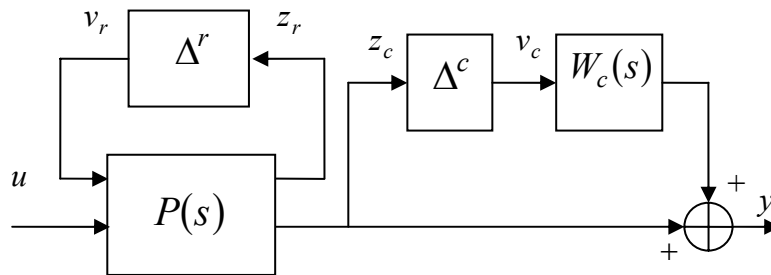 v_r
Δ^r
z_r
z_c
Δ^c
v_c
W_c(s)
u
P(s)
+
+
y